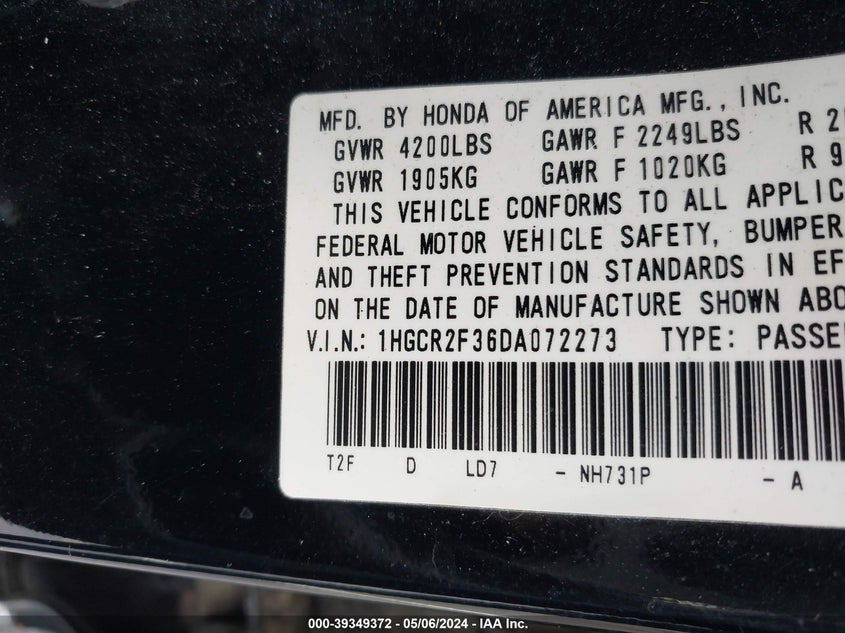 MFD. BY HONDA OF AMERICA MFG., INC.
GVWR 4200LBS GAWR F 2249LBS R 2
GVWR 1905KG GAWR F 1020KG R 9
THIS VEHICLE CONFORMS TO ALL APPLIC
FEDERAL MOTOR VEHICLE SAFETY, BUMPER
AND THEFT PREVENTION STANDARDS IN EF
ON THE DATE OF MANUFACTURE SHOWN ABO
V.I.N.: 1HGCR2F36DA072273 TYPE: PASSE
T2F D LD7 - NH731P - A
000-39349372 - 05/06/2024 - IAA Inc.